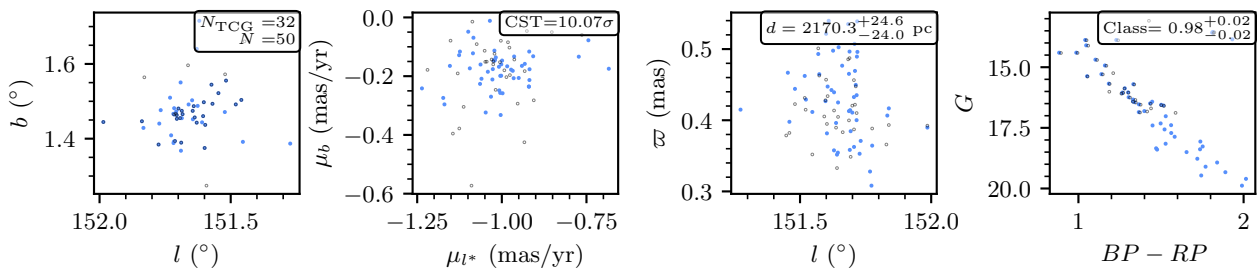 N_TCG =32
N =50
1.6
1.4
b (°)
152.0
151.5
l (°)
CST=10.07σ
0.0
−0.2
−0.4
−0.6
μ_b (mas/yr)
−1.25
−1.00
−0.75
μ_l* (mas/yr)
d = 2170.3^{+24.6}_{−24.0} pc
0.5
0.4
0.3
ϖ (mas)
151.5
152.0
l (°)
Class= 0.98^{+0.02}_{−0.02}
15.0
17.5
20.0
G
1
2
BP − RP